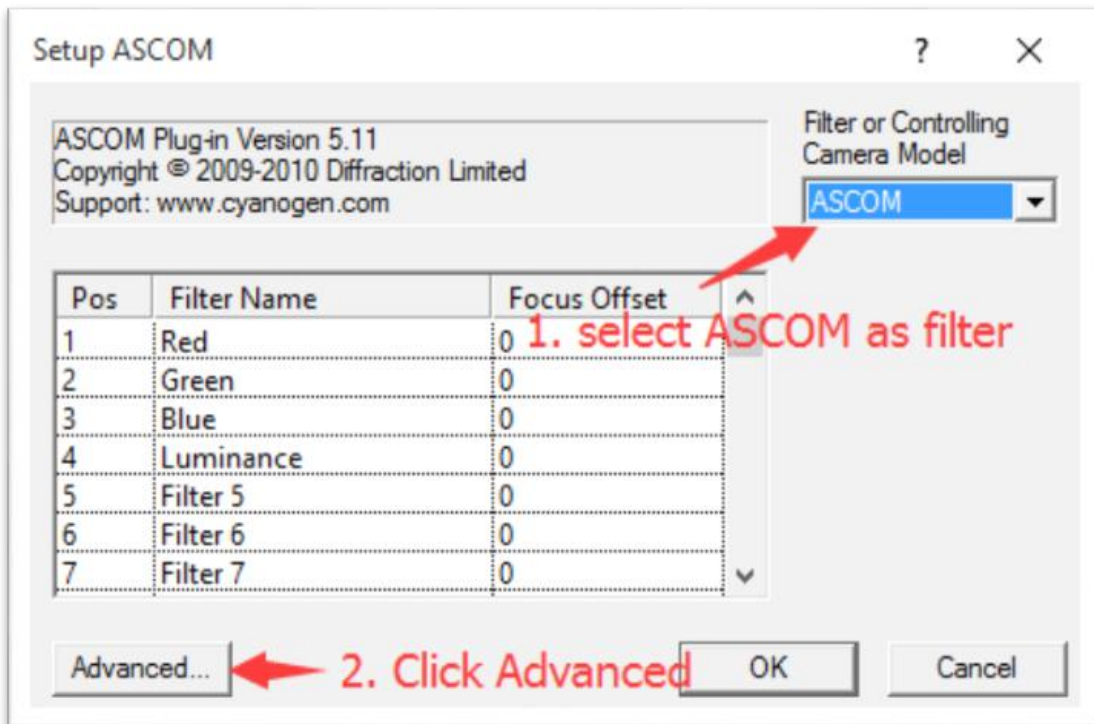 Setup ASCOM ? ×
ASCOM Plug-in Version 5.11
Copyright © 2009-2010 Diffraction Limited
Support: www.cyanogen.com
Filter or Controlling
Camera Model
ASCOM
Pos Filter Name Focus Offset
1 Red 0
2 Green 0
3 Blue 0
4 Luminance 0
5 Filter 5 0
6 Filter 6 0
7 Filter 7 0
1. select ASCOM as filter
Advanced...
2. Click Advanced
OK
Cancel